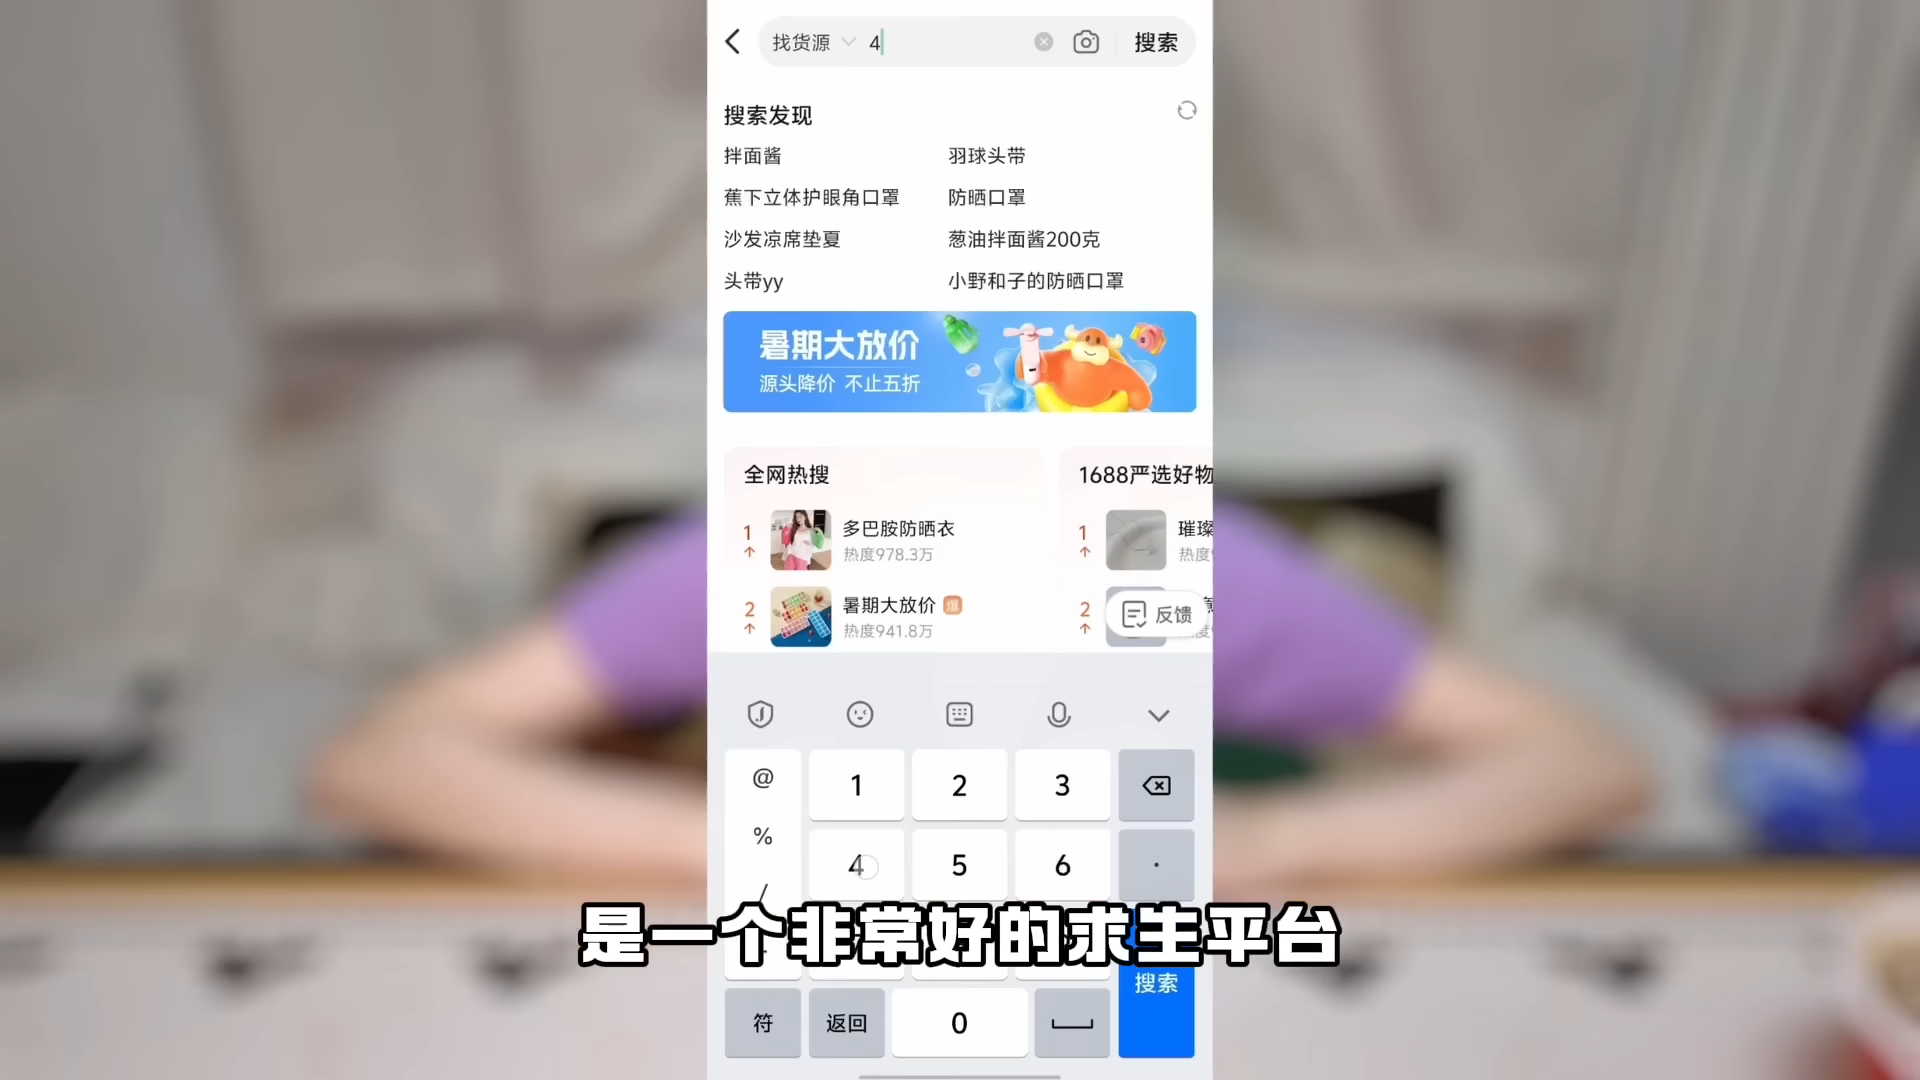 找货源 4 搜索
搜索发现
拌面酱 羽球头带
蕉下立体护眼角口罩 防晒口罩
沙发凉席垫夏 葱油拌面酱200克
头带yy 小野和子的防晒口罩
暑期大放价
源头降价 不止五折
全网热搜
1 多巴胺防晒衣
热度978.3万
2 暑期大放价 爆
热度941.8万
1688严选好物
1 璀璨
热度
2
反馈
@ 1 2 3
% 4 5 6 ·
/
是一个非常好的求生平台
搜索
符 返回 0